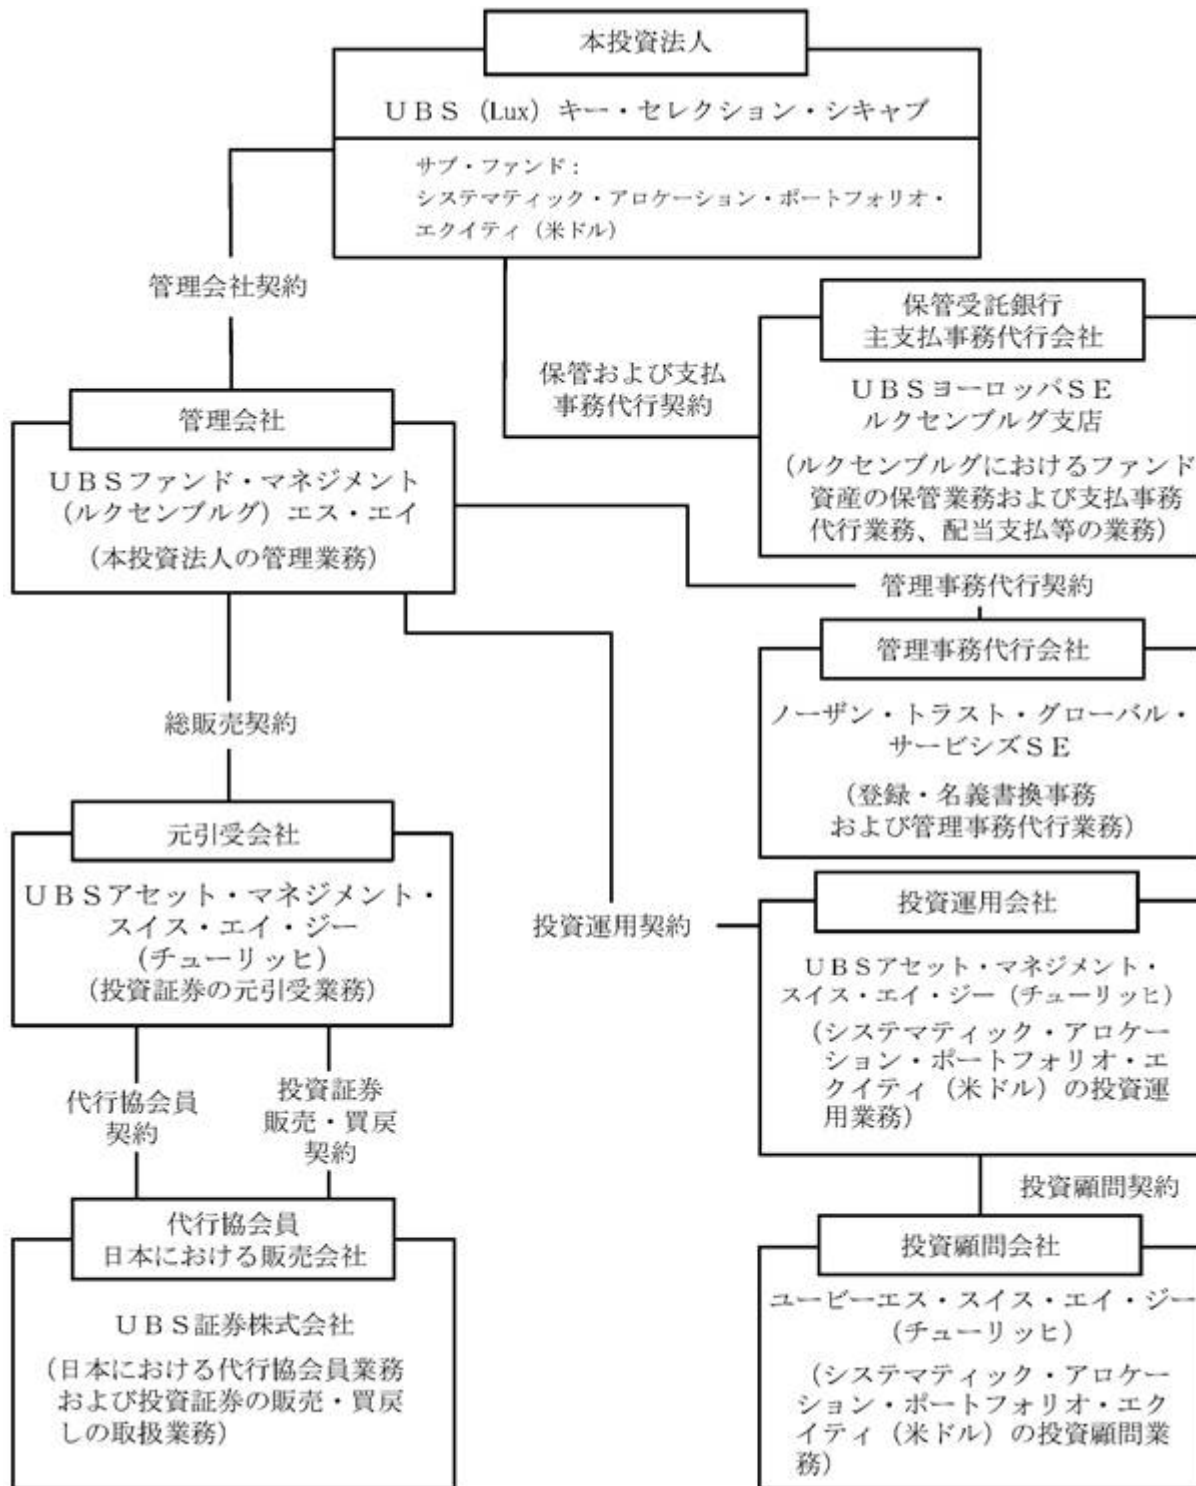 本投資法人
ＵＢＳ（Lux）キー・セレクション・シキャブ
サブ・ファンド：
システマティック・アロケーション・ポートフォリオ・
エクイティ（米ドル）
管理会社契約
保管受託銀行
主支払事務代行会社
ＵＢＳヨーロッパＳＥ
ルクセンブルグ支店
（ルクセンブルグにおけるファンド
資産の保管業務および支払事務
代行業務、配当支払等の業務）
保管および支払
事務代行契約
管理会社
ＵＢＳファンド・マネジメント
（ルクセンブルグ）エス・エイ
（本投資法人の管理業務）
管理事務代行契約
管理事務代行会社
ノーザン・トラスト・グローバル・
サービシズＳＥ
（登録・名義書換事務
および管理事務代行業務）
総販売契約
元引受会社
ＵＢＳアセット・マネジメント・
スイス・エイ・ジー
（チューリッヒ）
（投資証券の元引受業務）
投資運用契約
投資運用会社
ＵＢＳアセット・マネジメント・
スイス・エイ・ジー（チューリッヒ）
（システマティック・アロケー
ション・ポートフォリオ・エ
クイティ（米ドル）の投資運
用業務）
代行協会員
契約
投資証券
販売・買戻
契約
投資顧問契約
代行協会員
日本における販売会社
ＵＢＳ証券株式会社
（日本における代行協会員業務
および投資証券の販売・買戻
しの取扱業務）
投資顧問会社
ユービーエス・スイス・エイ・ジー
（チューリッヒ）
（システマティック・アロケー
ション・ポートフォリオ・エク
イティ（米ドル）の投資顧問業
務）